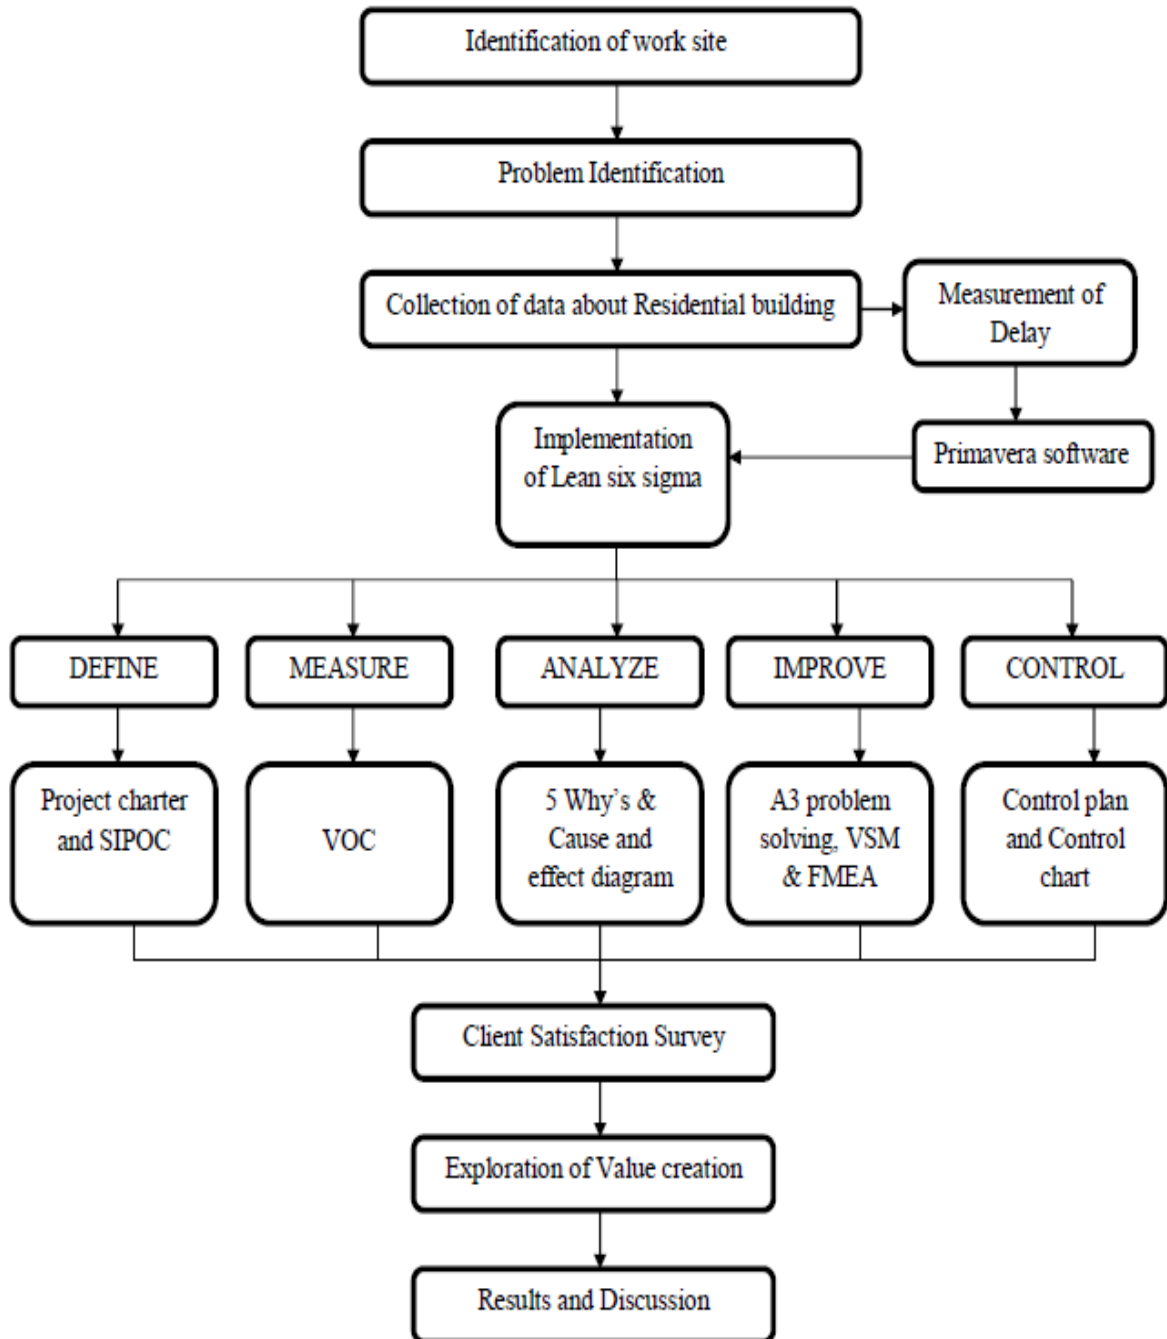 Identification of work site
Problem Identification
Collection of data about Residential building
Measurement of
Delay
Implementation
of Lean six sigma
Primavera software
DEFINE
MEASURE
ANALYZE
IMPROVE
CONTROL
Project charter
and SIPOC
VOC
5 Why's &
Cause and
effect diagram
A3 problem
solving, VSM
& FMEA
Control plan
and Control
chart
Client Satisfaction Survey
Exploration of Value creation
Results and Discussion